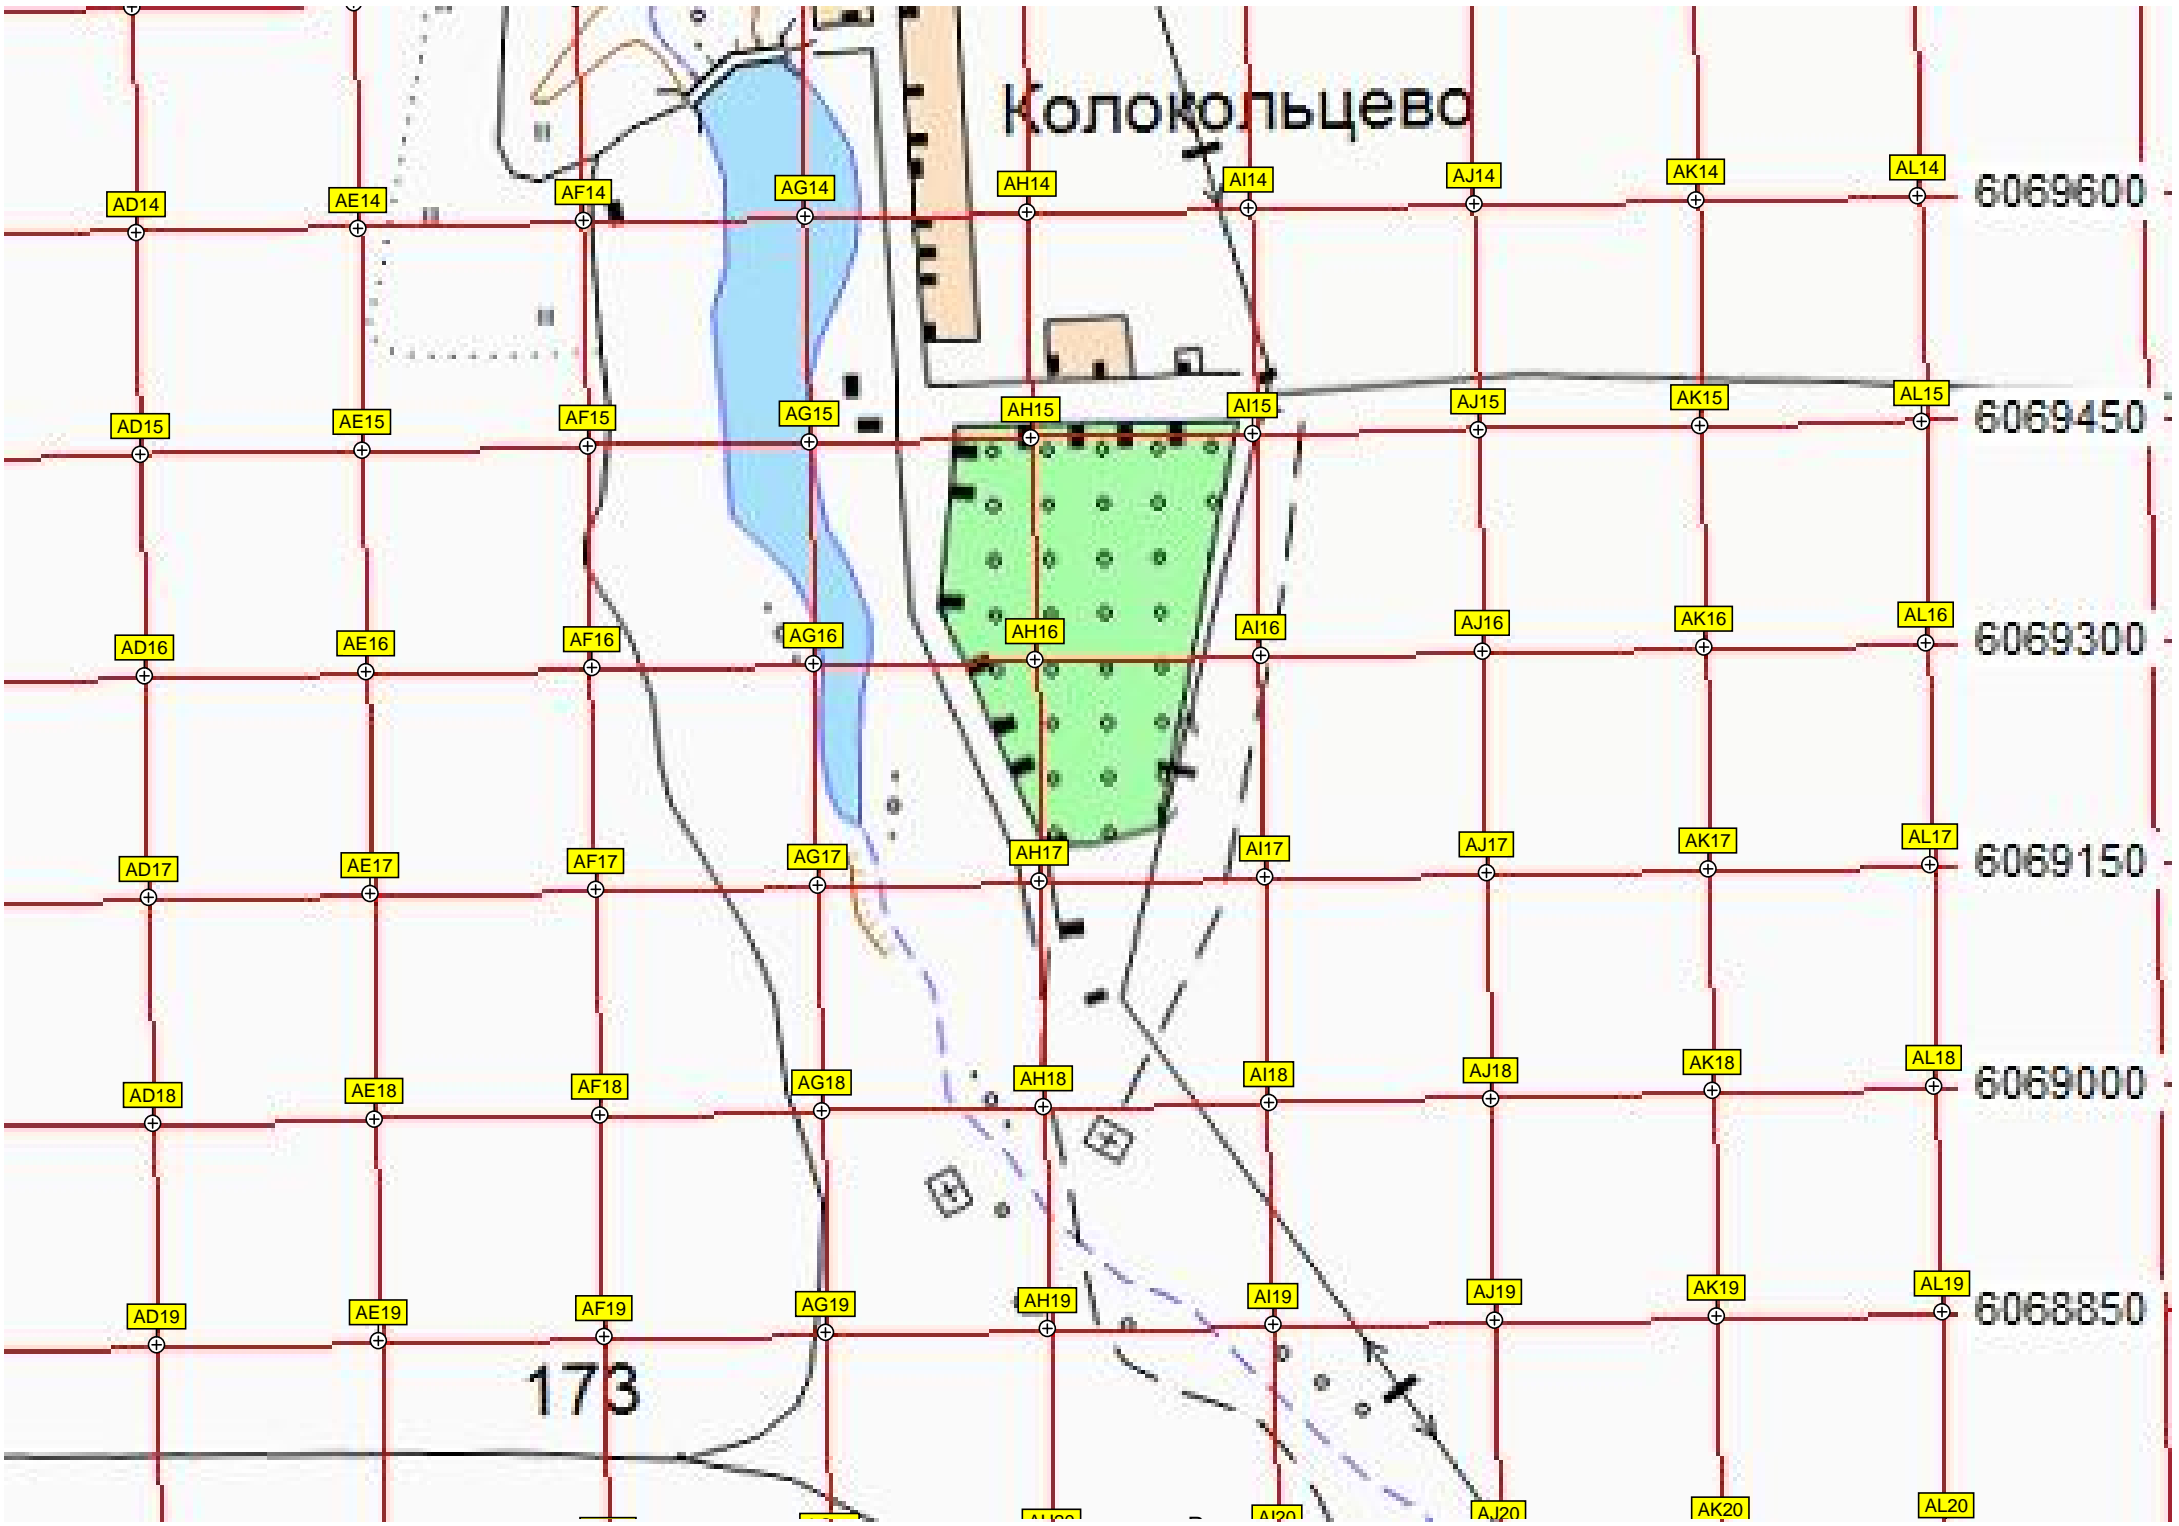 Колокольцево
AD14 AE14 AF14 AG14 AH14 AI14 AJ14 AK14 AL14 6069600
AD15 AE15 AF15 AG15 AH15 AI15 AJ15 AK15 AL15 6069450
AD16 AE16 AF16 AG16 AH16 AI16 AJ16 AK16 AL16 6069300
AD17 AE17 AF17 AG17 AH17 AI17 AJ17 AK17 AL17 6069150
AD18 AE18 AF18 AG18 AH18 AI18 AJ18 AK18 AL18 6069000
AD19 AE19 AF19 AG19 AH19 AI19 AJ19 AK19 AL19 6068850
173
AI20 AJ20 AK20 AL20